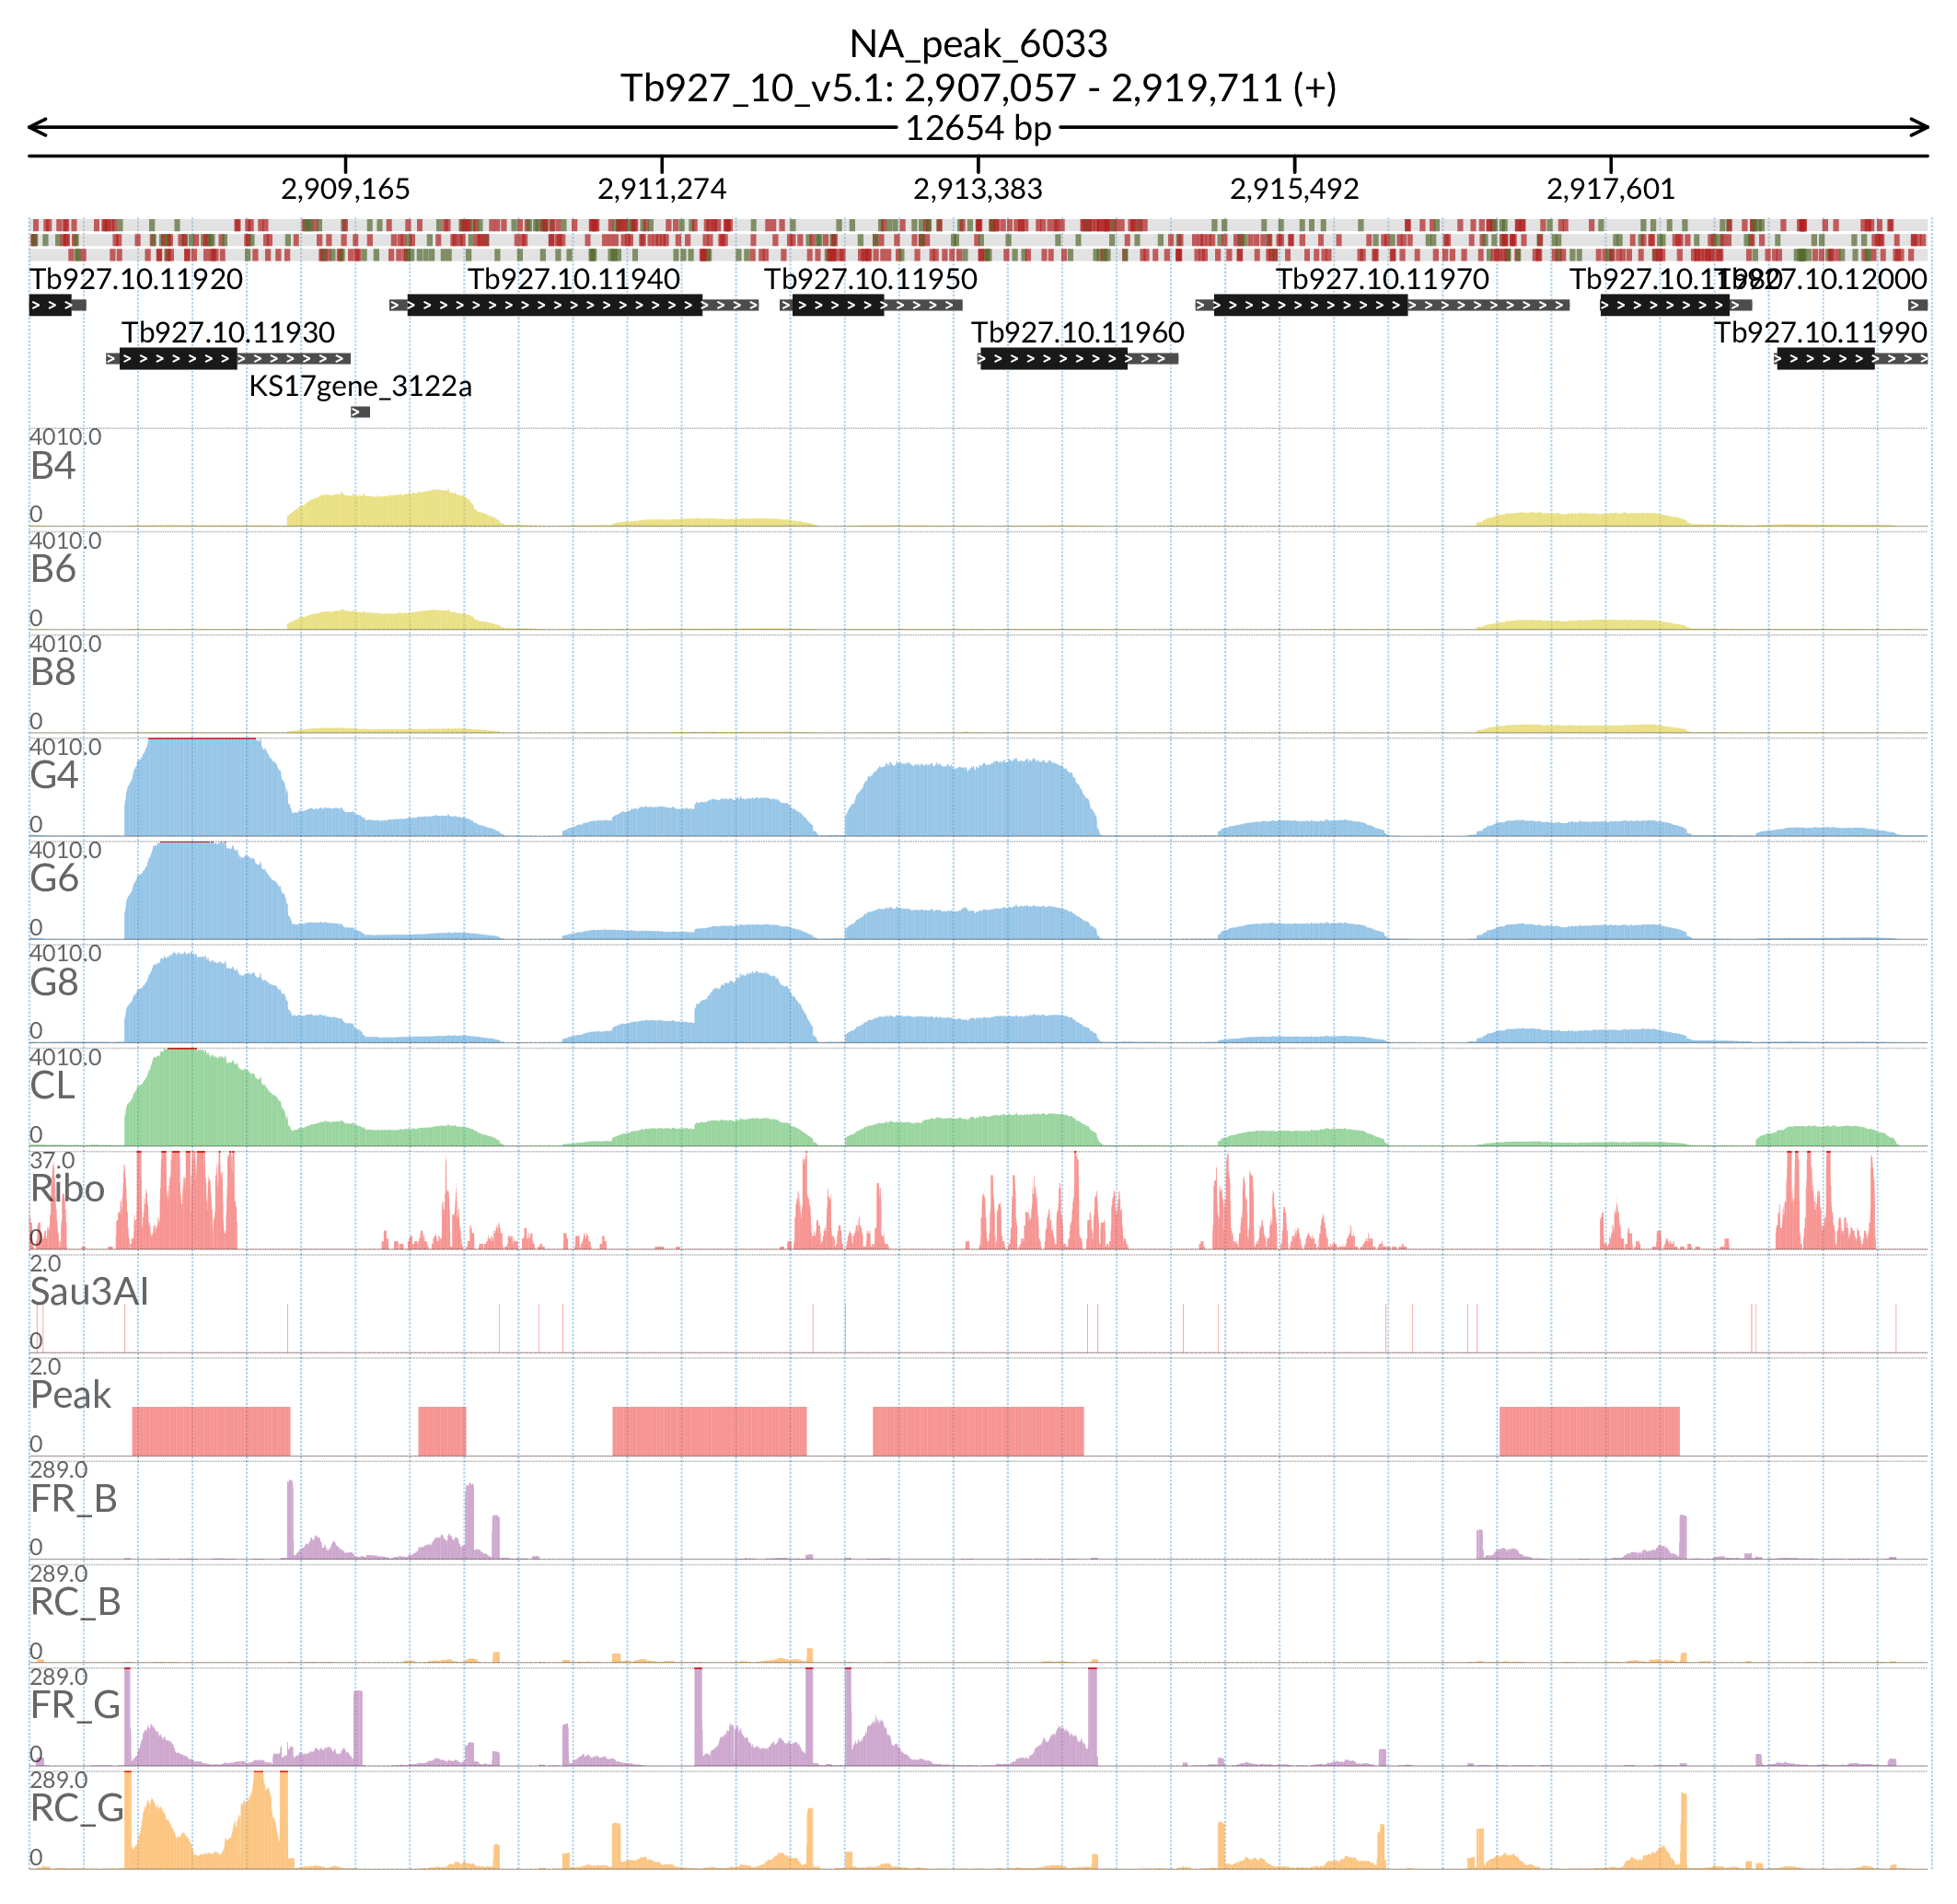 NA_peak_6033
Tb927_10_v5.1: 2,907,057 - 2,919,711 (+)
12654 bp
2,909,165 2,911,274 2,913,383 2,915,492 2,917,601
Tb927.10.11920 Tb927.10.11940 Tb927.10.11950 Tb927.10.11970 Tb927.10.11980 Tb927.10.12000
Tb927.10.11930 Tb927.10.11960 Tb927.10.11990
KS17gene_3122a
4010.0
B4
0
4010.0
B6
0
4010.0
B8
0
4010.0
G4
0
4010.0
G6
0
4010.0
G8
0
4010.0
CL
0
37.0
Ribo
0
2.0
Sau3AI
0
2.0
Peak
0
289.0
FR_B
0
289.0
RC_B
0
289.0
FR_G
0
289.0
RC_G
0